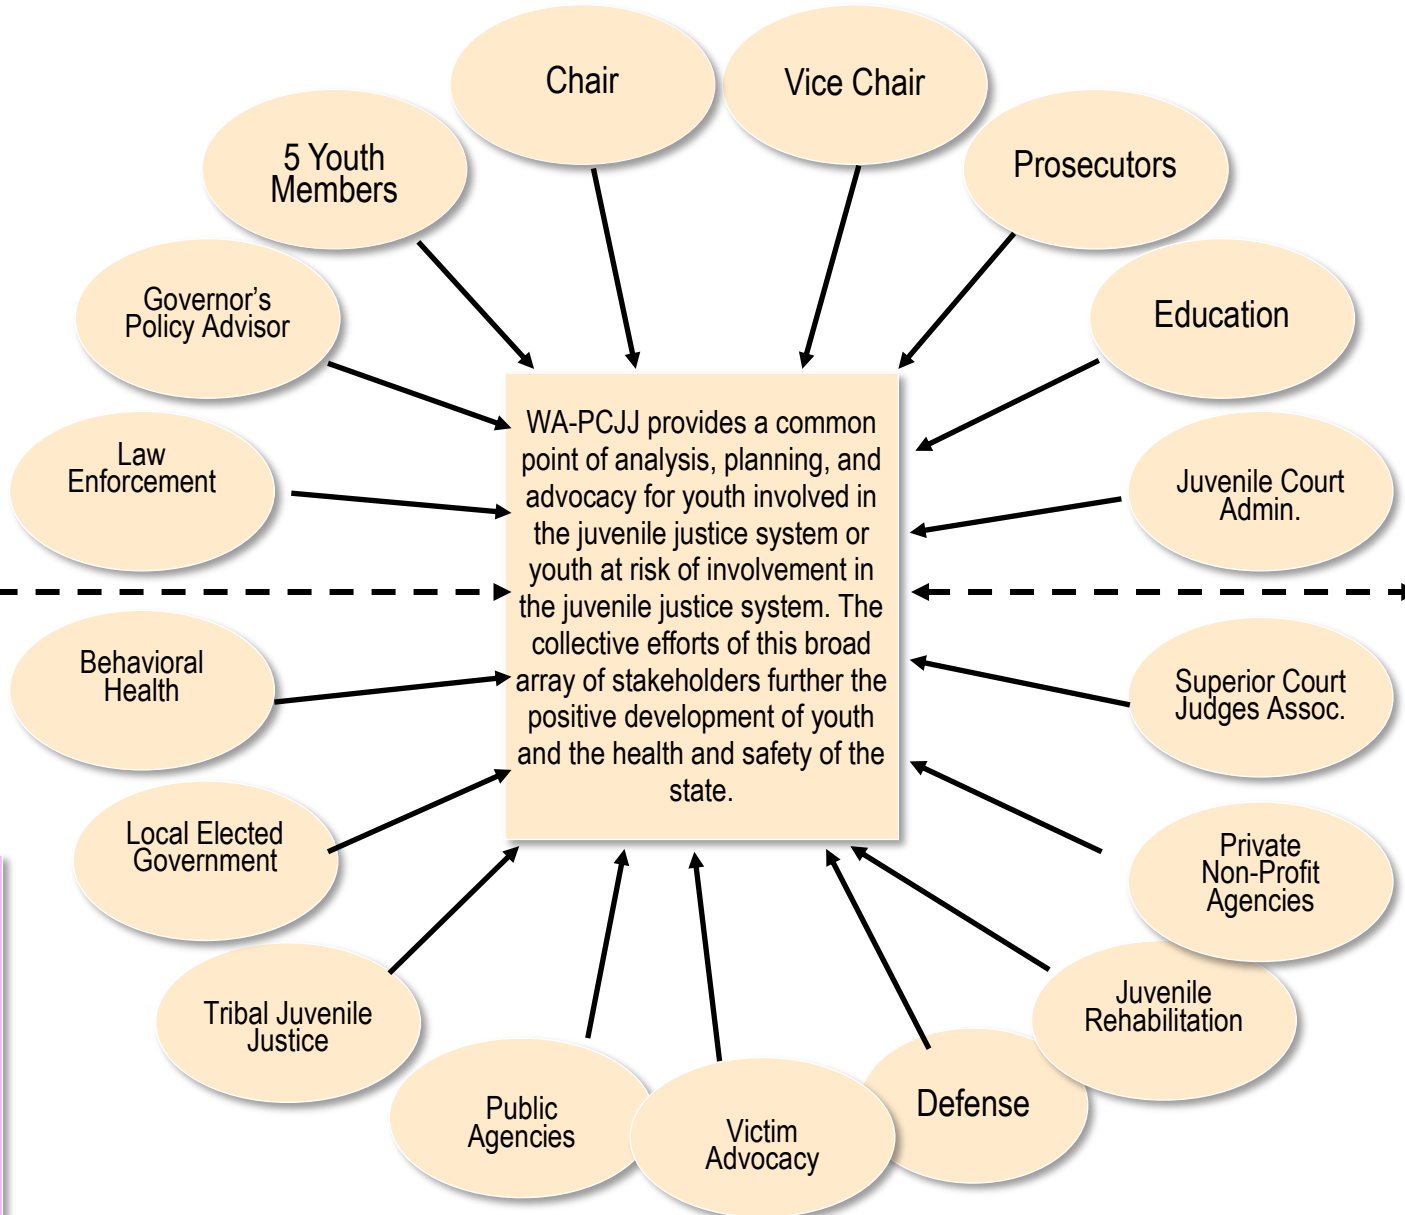 Chair
Vice Chair
5 Youth
Members
Prosecutors
Governor’s
Policy Advisor
Education
Law
Enforcement
Juvenile Court
Admin.
WA-PCJJ provides a common
point of analysis, planning, and
advocacy for youth involved in
the juvenile justice system or
youth at risk of involvement in
the juvenile justice system. The
collective efforts of this broad
array of stakeholders further the
positive development of youth
and the health and safety of the
state.
Behavioral
Health
Superior Court
Judges Assoc.
Local Elected
Government
Private
Non-Profit
Agencies
Tribal Juvenile
Justice
Juvenile
Rehabilitation
Public
Agencies
Victim
Advocacy
Defense